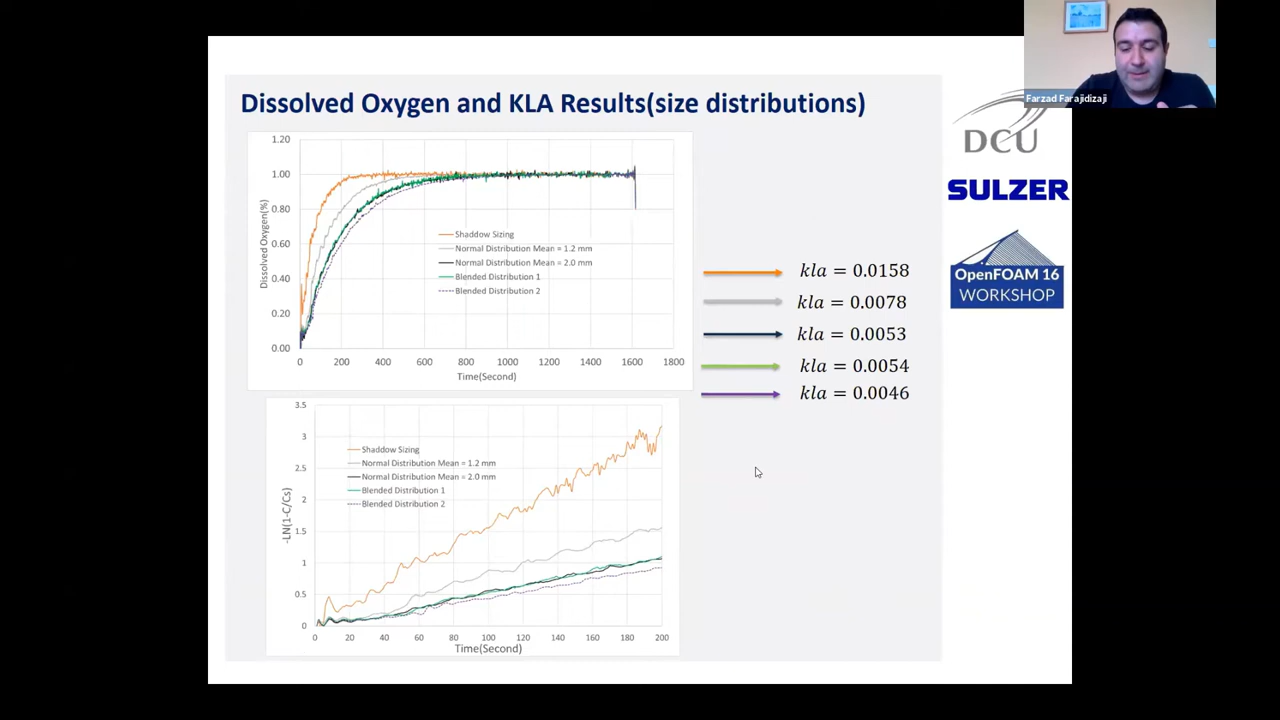 Farzad Farajidizaji
Dissolved Oxygen and KLA Results(size distributions)
DCU
SULZER
OpenFOAM 16
WORKSHOP
1.20
1.00
0.80
0.60
0.40
0.20
0.00
Dissolved Oxygen(%)
Shaddow Sizing
Normal Distribution Mean = 1.2 mm
Normal Distribution Mean = 2.0 mm
Blended Distribution 1
Blended Distribution 2
0 200 400 600 800 1000 1200 1400 1600 1800
Time(Second)
kla = 0.0158
kla = 0.0078
kla = 0.0053
kla = 0.0054
kla = 0.0046
3.5
3
2.5
2
1.5
1
0.5
0
-LN(1-C/Cs)
Shaddow Sizing
Normal Distribution Mean = 1.2 mm
Normal Distribution Mean = 2.0 mm
Blended Distribution 1
Blended Distribution 2
0 20 40 60 80 100 120 140 160 180 200
Time(Second)